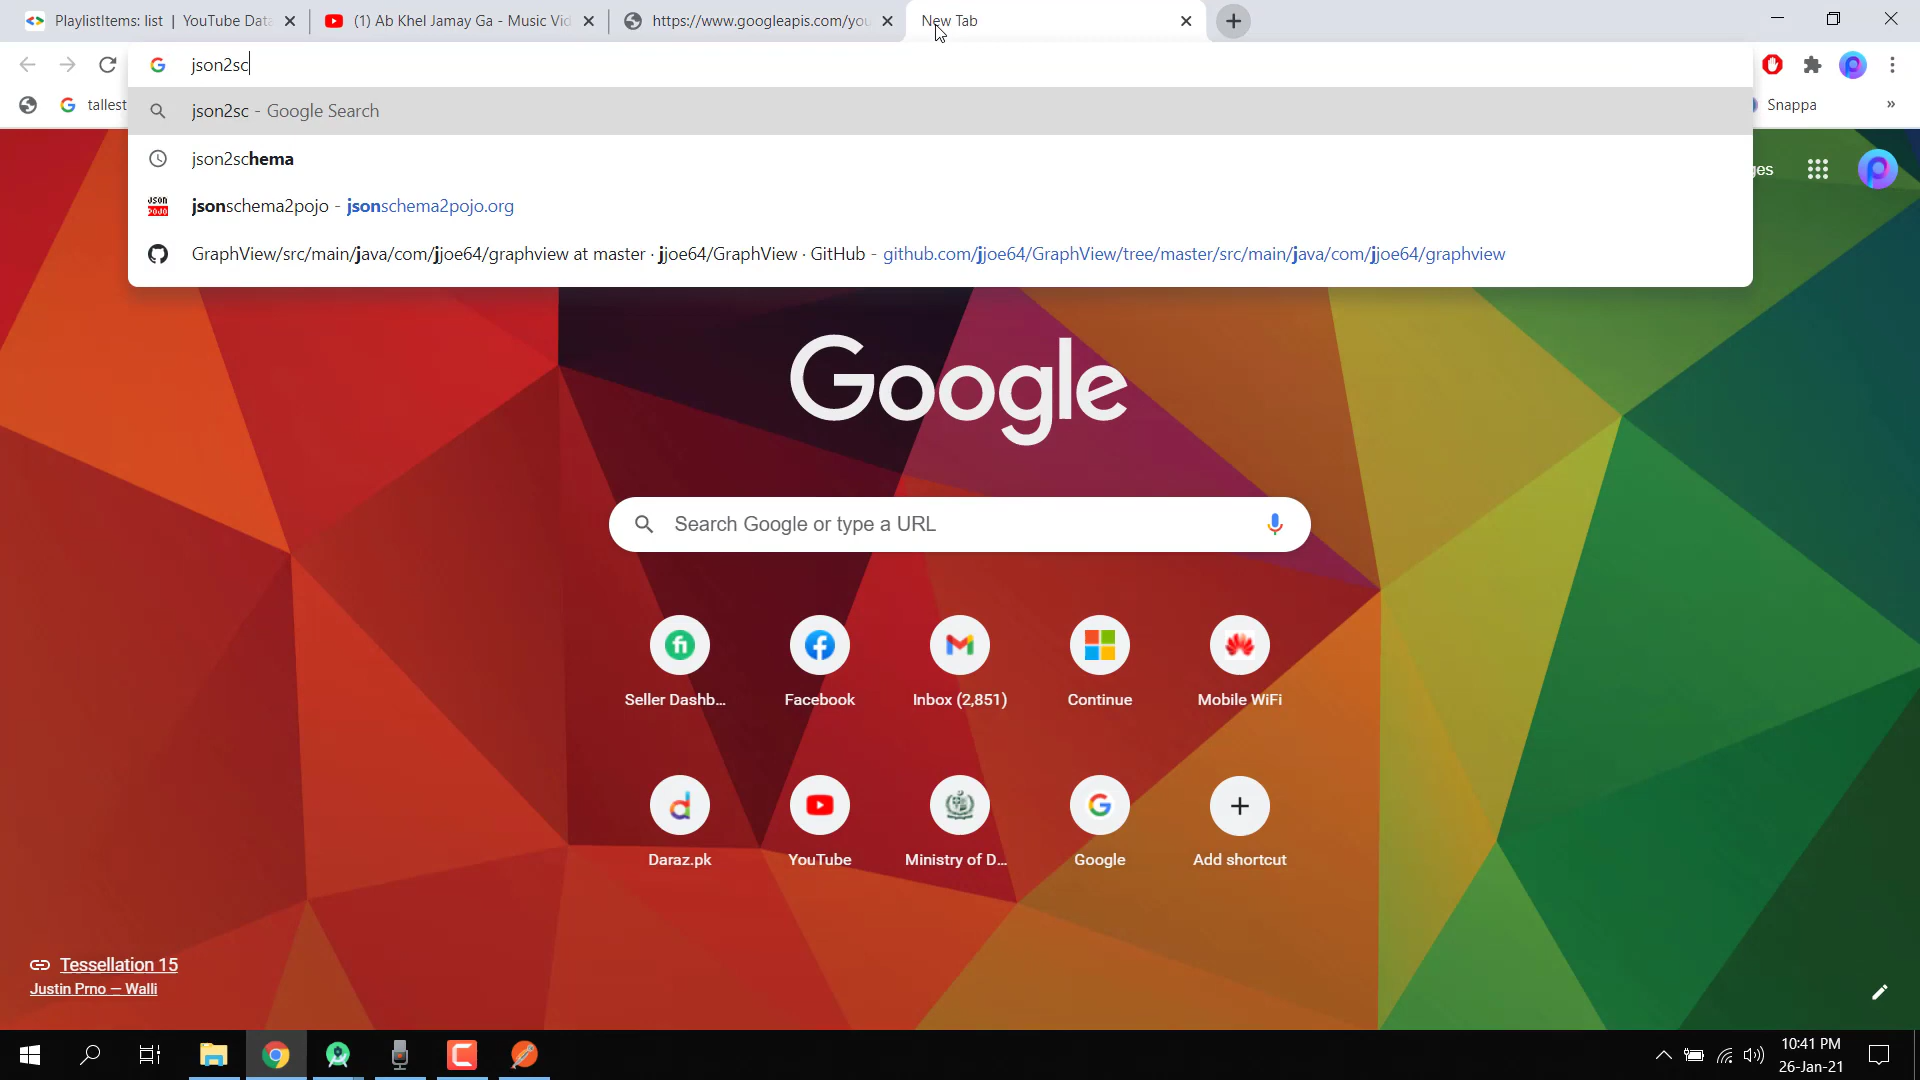 PlaylistItems: list | YouTube Data
(1) Ab Khel Jamay Ga - Music Vid
https://www.googleapis.com/you
New Tab
json2sc
tallest
Snappa
»
json2sc - Google Search
json2schema
JSON
POJO
jsonschema2pojo - jsonschema2pojo.org
GraphView/src/main/java/com/jjoe64/graphview at master · jjoe64/GraphView · GitHub - github.com/jjoe64/GraphView/tree/master/src/main/java/com/jjoe64/graphview
ges
Google
Search Google or type a URL
Seller Dashb...
Facebook
Inbox (2,851)
Continue
Mobile WiFi
Daraz.pk
YouTube
Ministry of D...
Google
Add shortcut
Tessellation 15
Justin Prno — Walli
10:41 PM
26-Jan-21